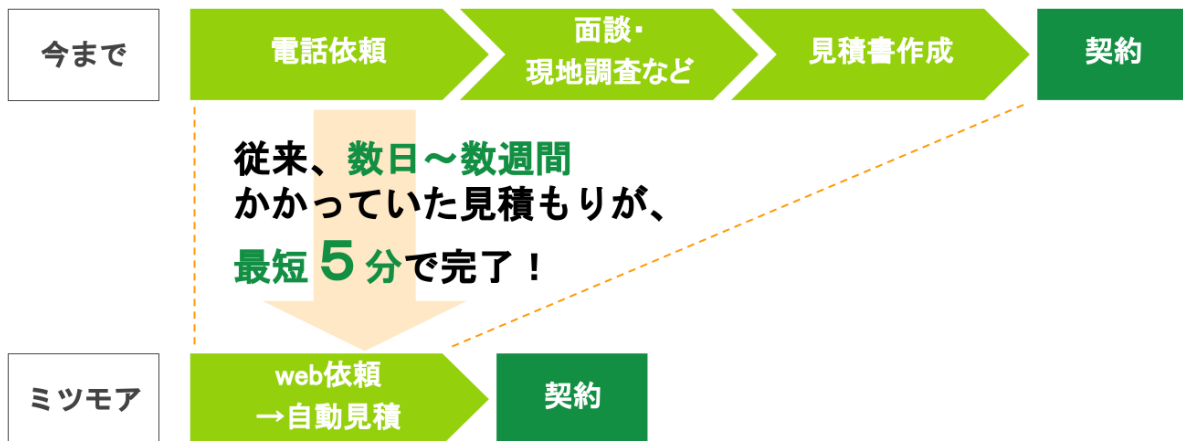 今まで
電話依頼
面談・
現地調査など
見積書作成
契約
従来、数日～数週間
かかっていた見積もりが、
最短５分で完了！
ミツモア
web依頼
→自動見積
契約